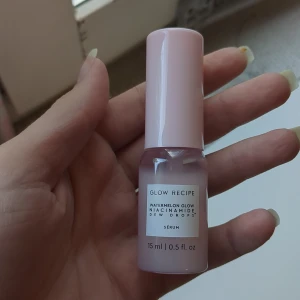 GLOW RECIPE
WATERMELON GLOW
NIACINAMIDE
DEW DROPS
SERUM
15 ml | 0.5 fl. oz